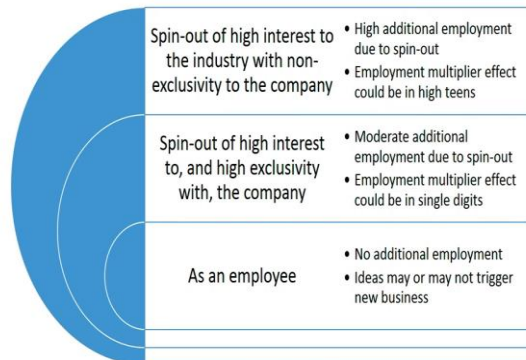 Spin-out of high interest to
the industry with non-
exclusivity to the company
• High additional employment
due to spin-out
• Employment multiplier effect
could be in high teens
Spin-out of high interest
to, and high exclusivity
with, the company
• Moderate additional
employment due to spin-out
• Employment multiplier effect
could be in single digits
As an employee
• No additional employment
• Ideas may or may not trigger
new business